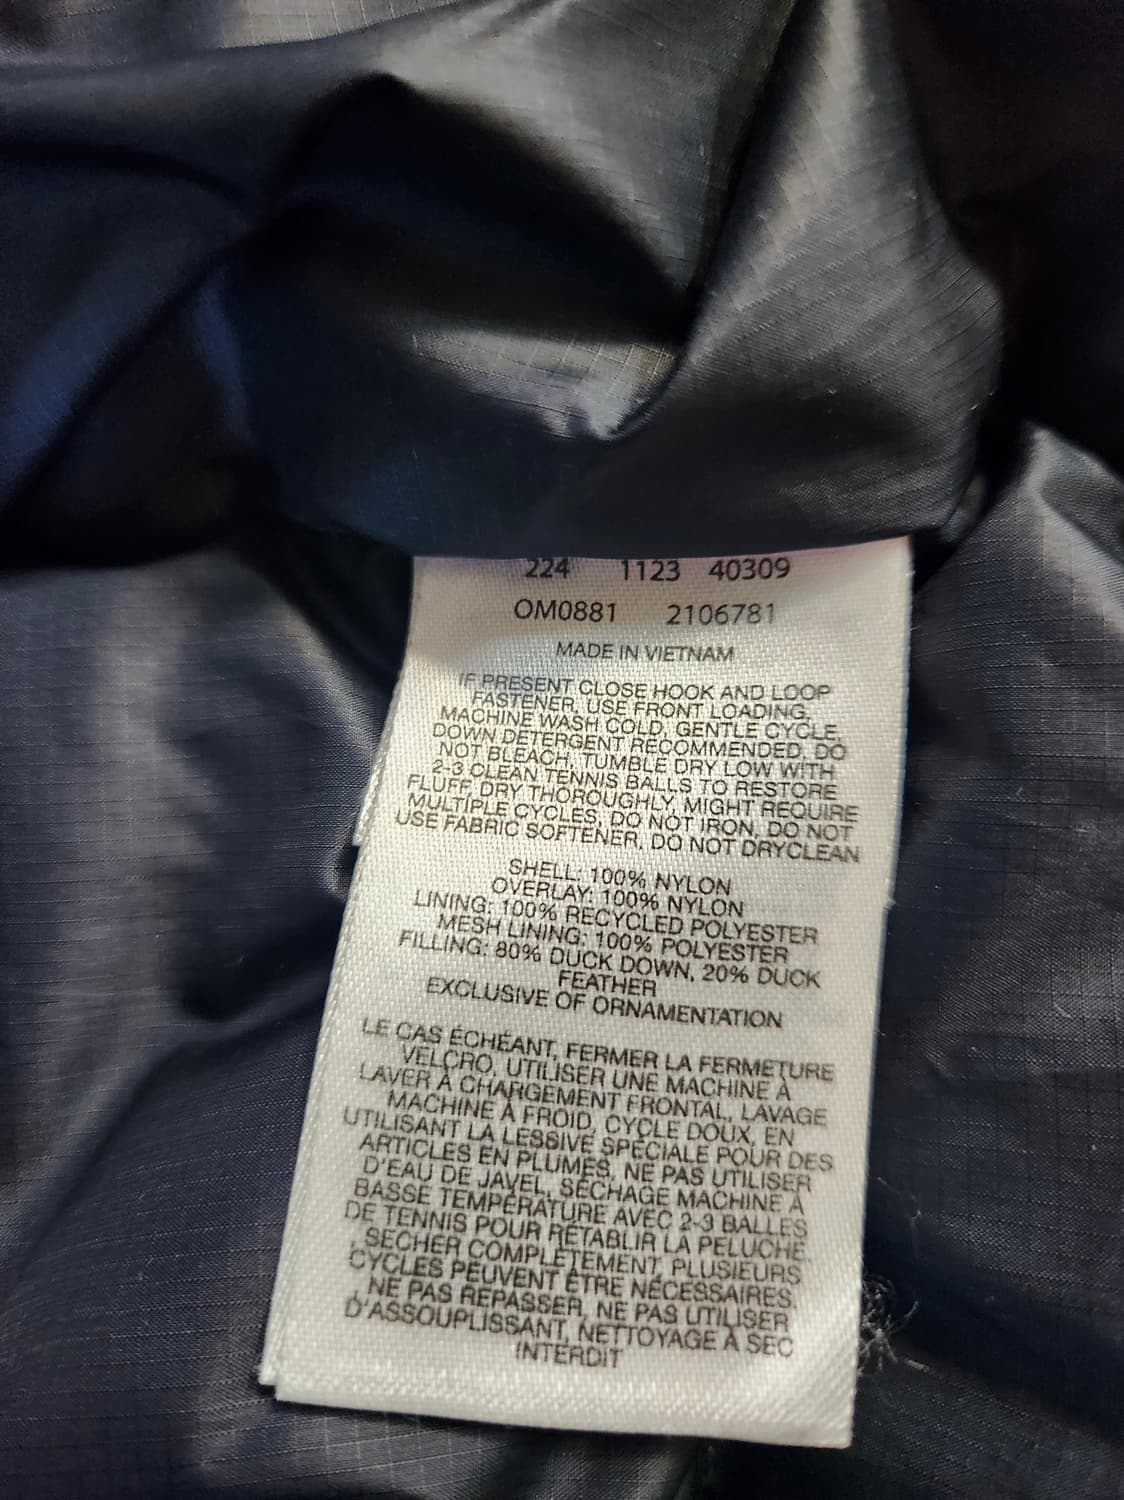 224 1123 40309
OM0881 2106781
MADE IN VIETNAM
IF PRESENT CLOSE HOOK AND LOOP
FASTENER, USE FRONT LOADING,
MACHINE WASH COLD, GENTLE CYCLE,
DOWN DETERGENT RECOMMENDED, DO
NOT BLEACH, TUMBLE DRY LOW WITH
2-3 CLEAN TENNIS BALLS TO RESTORE
FLUFF, DRY THOROUGHLY, MIGHT REQUIRE
MULTIPLE CYCLES, DO NOT IRON, DO NOT
USE FABRIC SOFTENER, DO NOT DRYCLEAN
SHELL: 100% NYLON
OVERLAY: 100% NYLON
LINING: 100% RECYCLED POLYESTER
MESH LINING: 100% POLYESTER
FILLING: 80% DUCK DOWN, 20% DUCK
FEATHER
EXCLUSIVE OF ORNAMENTATION
LE CAS ÉCHÉANT, FERMER LA FERMETURE
VELCRO, UTILISER UNE MACHINE À
LAVER À CHARGEMENT FRONTAL, LAVAGE
MACHINE À FROID, CYCLE DOUX, EN
UTILISANT LA LESSIVE SPÉCIALE POUR DES
ARTICLES EN PLUMES, NE PAS UTILISER
D'EAU DE JAVEL, SÉCHAGE MACHINE À
BASSE TEMPÉRATURE AVEC 2-3 BALLES
DE TENNIS POUR RÉTABLIR LA PELUCHE,
SÉCHER COMPLÈTEMENT, PLUSIEURS
CYCLES PEUVENT ÊTRE NÉCESSAIRES,
NE PAS REPASSER, NE PAS UTILISER
D'ASSOUPLISSANT, NETTOYAGE À SEC
INTERDIT